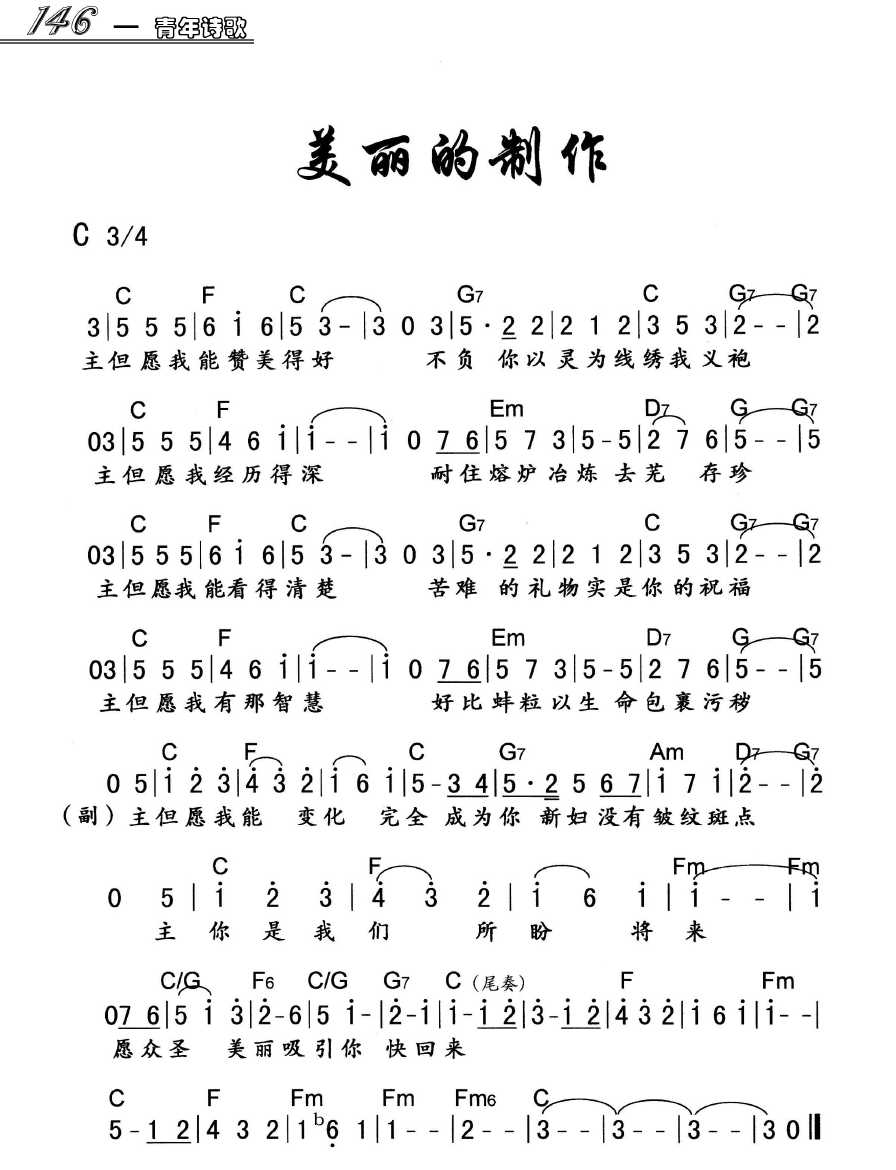 146 — 青年诗歌
美丽的制作
C 3/4
C F C G7 C G7 G7
3|5 5 5|6 i 6|5 3-|3 0 3|5· 2 2|2 1 2|3 5 3|2--|2
主但愿我能赞美得好 不负 你以灵为线绣我义袍
C F Em D7 G G7
03|5 5 5|4 6 i|i--|i 0 7 6|5 7 3|5-5|2 7 6|5--|5
主但愿我经历得深 耐住熔炉冶炼去芜 存珍
C F C G7 C G7 G7
03|5 5 5|6 i 6|5 3-|3 0 3|5· 2 2|2 1 2|3 5 3|2--|2
主但愿我能看得清楚 苦难 的礼物实是你的祝福
C F Em D7 G G7
03|5 5 5|4 6 i|i--|i 0 7 6|5 7 3|5-5|2 7 6|5--|5
主但愿我有那智慧 好比蚌粒以生命包裹污秽
C F C G7 Am D7 G7
0 5|i 2̇ 3̇|4̇ 3̇ 2̇|i 6 i|5-3 4|5·2 5 6 7|i 7 i|2̇--|2̇
（副）主但愿我能 变化 完全 成为你 新妇没有皱纹斑点
C F Fm Fm
0 5|i 2̇ 3̇|4̇ 3̇ 2̇|i 6 i|i--|i
主 你 是 我 们 所 盼 将 来
C/G F6 C/G G7 C（尾奏） F Fm
07 6|5 i 3̇|2̇-6|5 i-|2̇-i|i-i 2̇|3̇-i 2̇|4̇ 3̇ 2̇|i 6 i|i--|
愿众圣 美丽吸引你 快回来
C F Fm Fm Fm6 C
5-1 2|4 3 2|1 ♭6̣ 1|1--|2--|3--|3--|3--|3 0‖